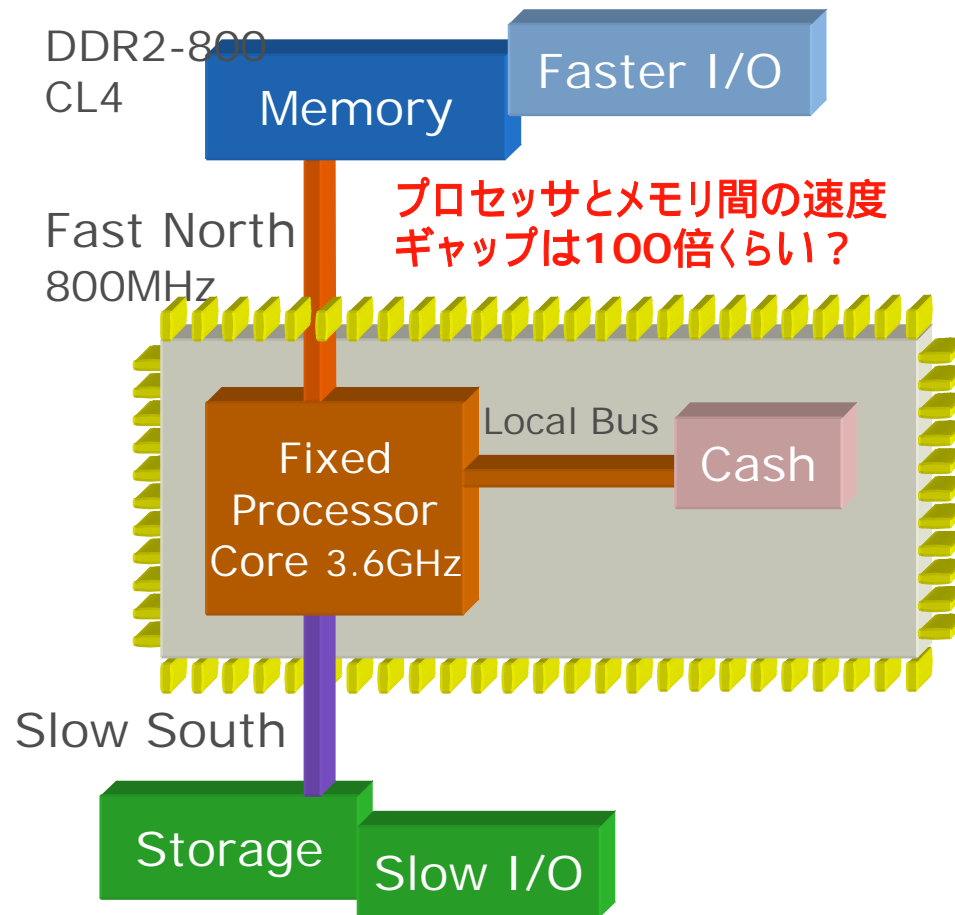 DDR2-800
CL4
Memory
Faster I/O
プロセッサとメモリ間の速度
ギャップは100倍くらい？
Fast North
800MHz
Local Bus
Cash
Fixed
Processor
Core 3.6GHz
Slow South
Storage
Slow I/O